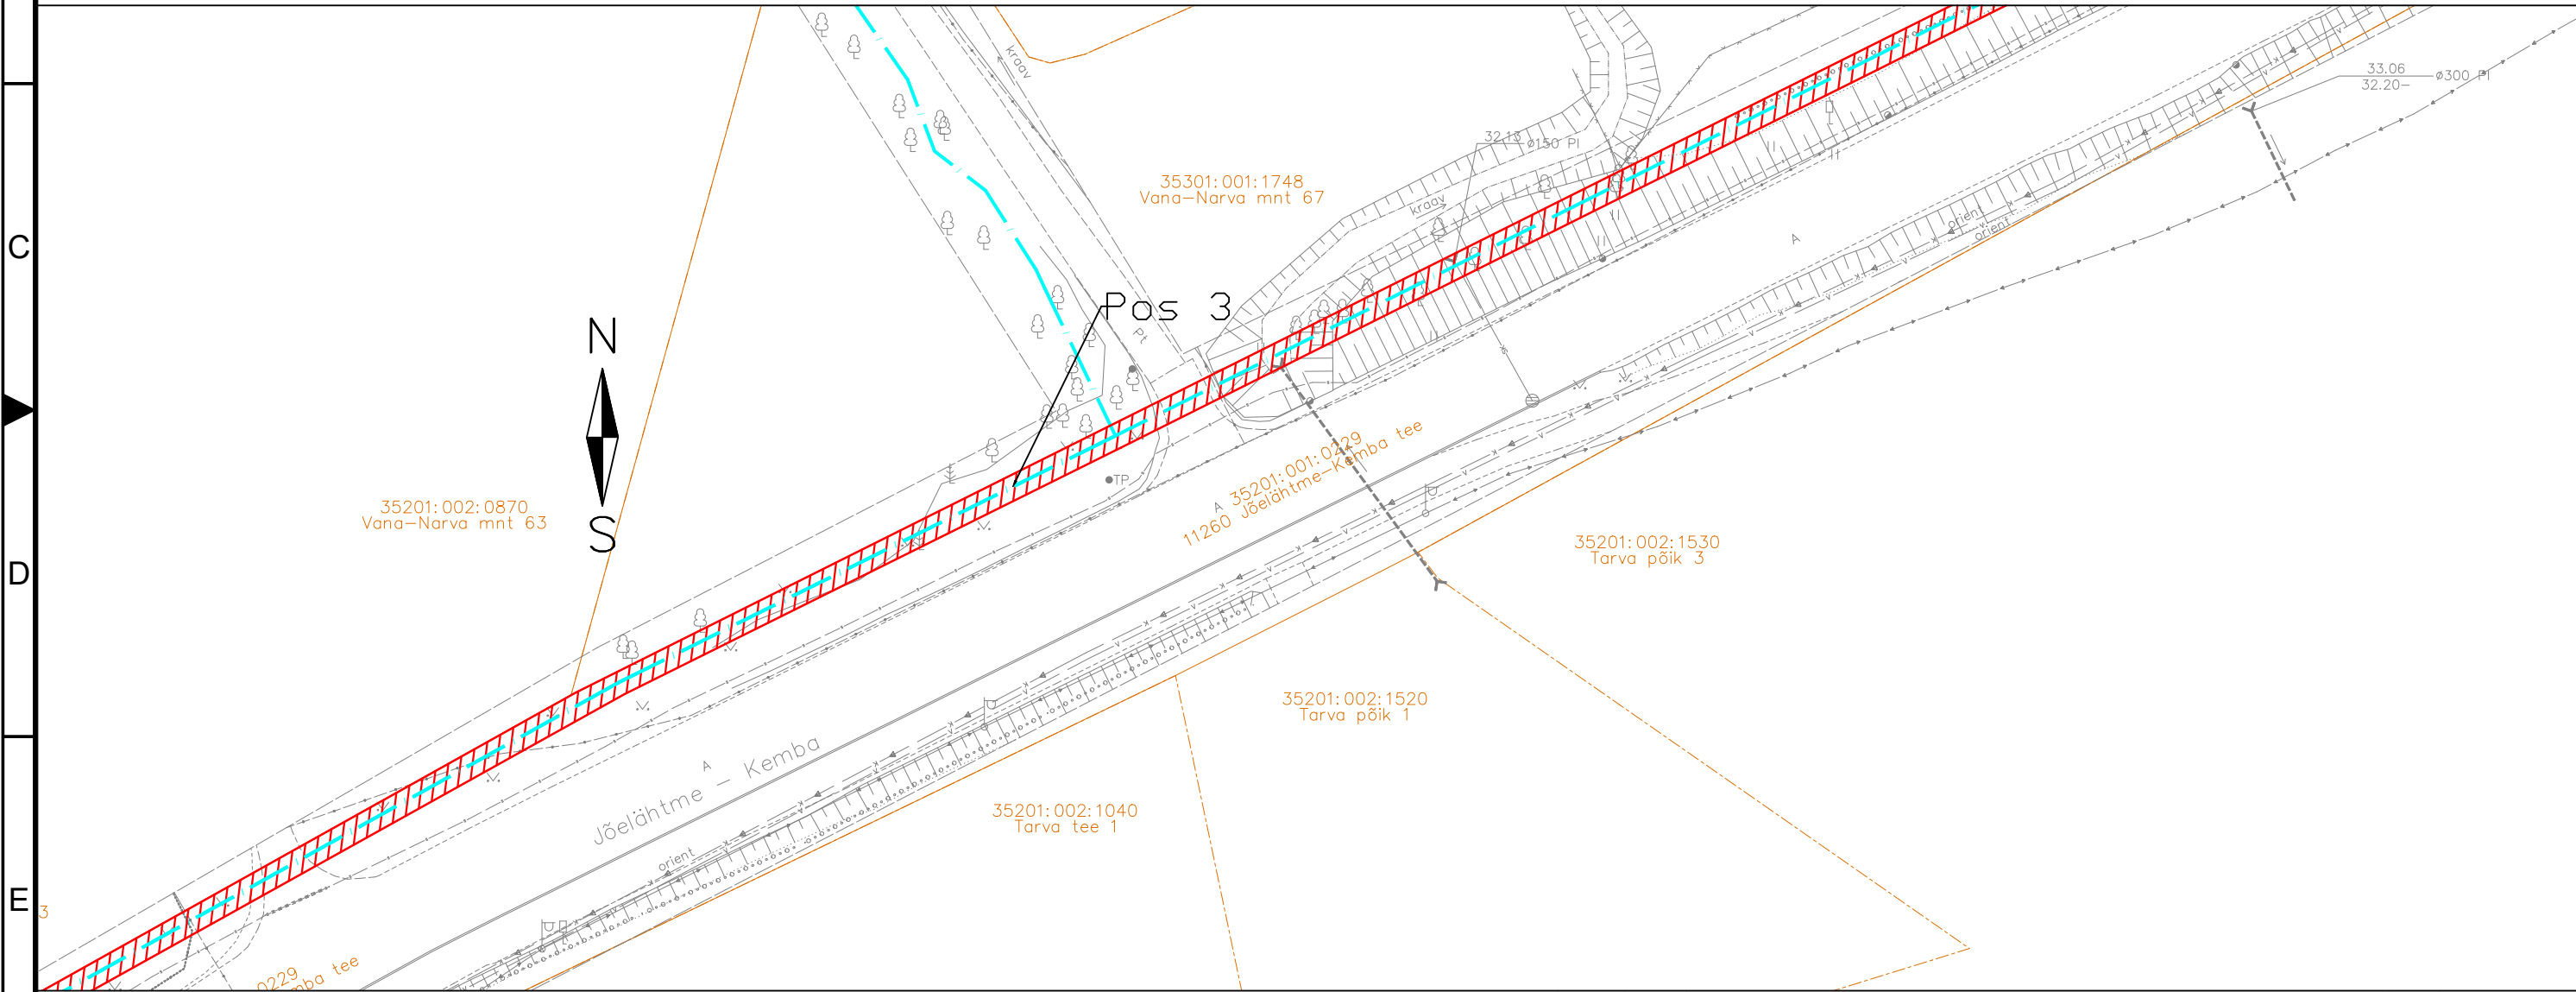 kraav
33.06
32.20-
ø300 PI
32.13
ø150 PI
35301:001:1748
Vana-Narva mnt 67
kraav
orient
orient
A
C
Pos 3
Pt
N
S
TP
35201:001:0229
A
11260 Jõelähtme-Kemba tee
35201:002:0870
Vana-Narva mnt 63
35201:002:1530
Tarva põik 3
D
35201:002:1520
Tarva põik 1
A
Jõelähtme - Kemba
35201:002:1040
Tarva tee 1
orient
E
3
0229
mba tee